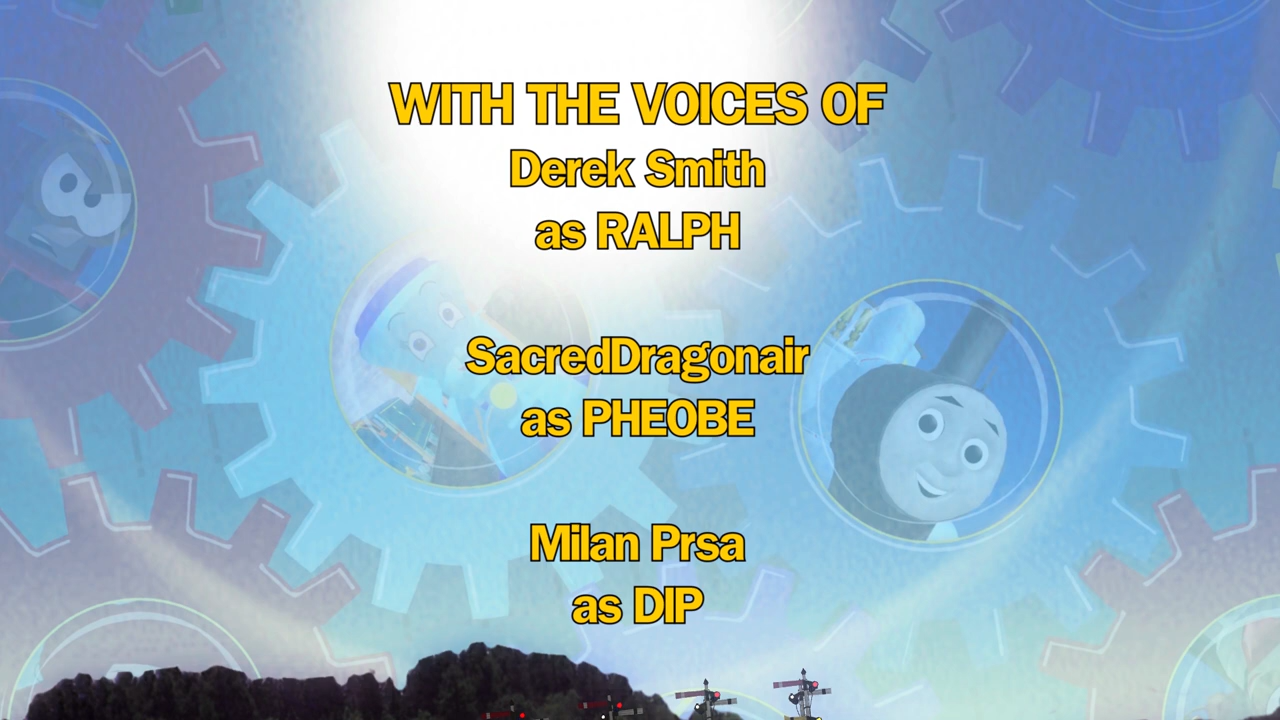 WITH THE VOICES OF
Derek Smith
as RALPH
SacredDragonair
as PHEOBE
Milan Prsa
as DIP